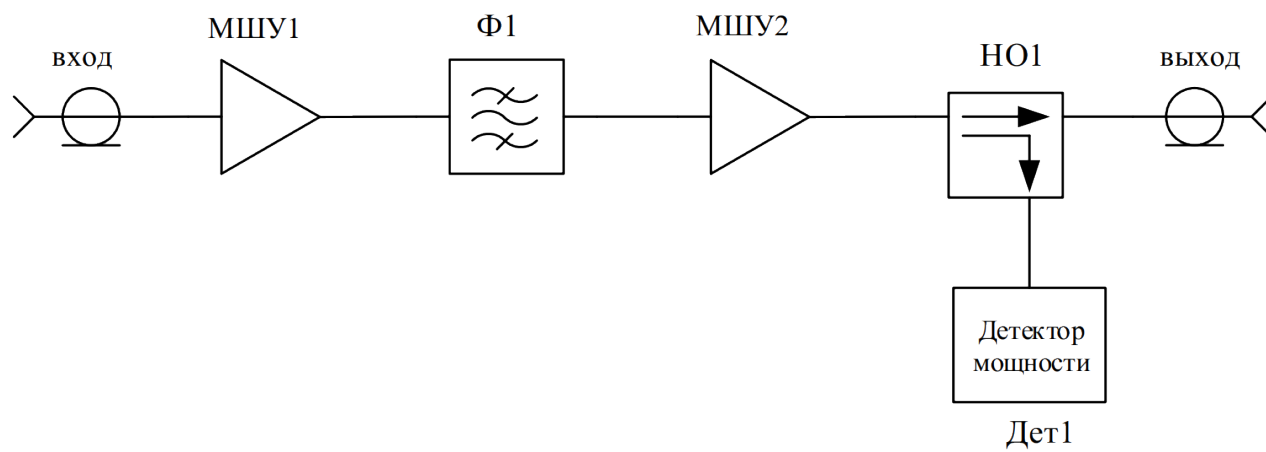 вход
МШУ1
Ф1
МШУ2
НО1
выход
Детектор
мощности
Дет1